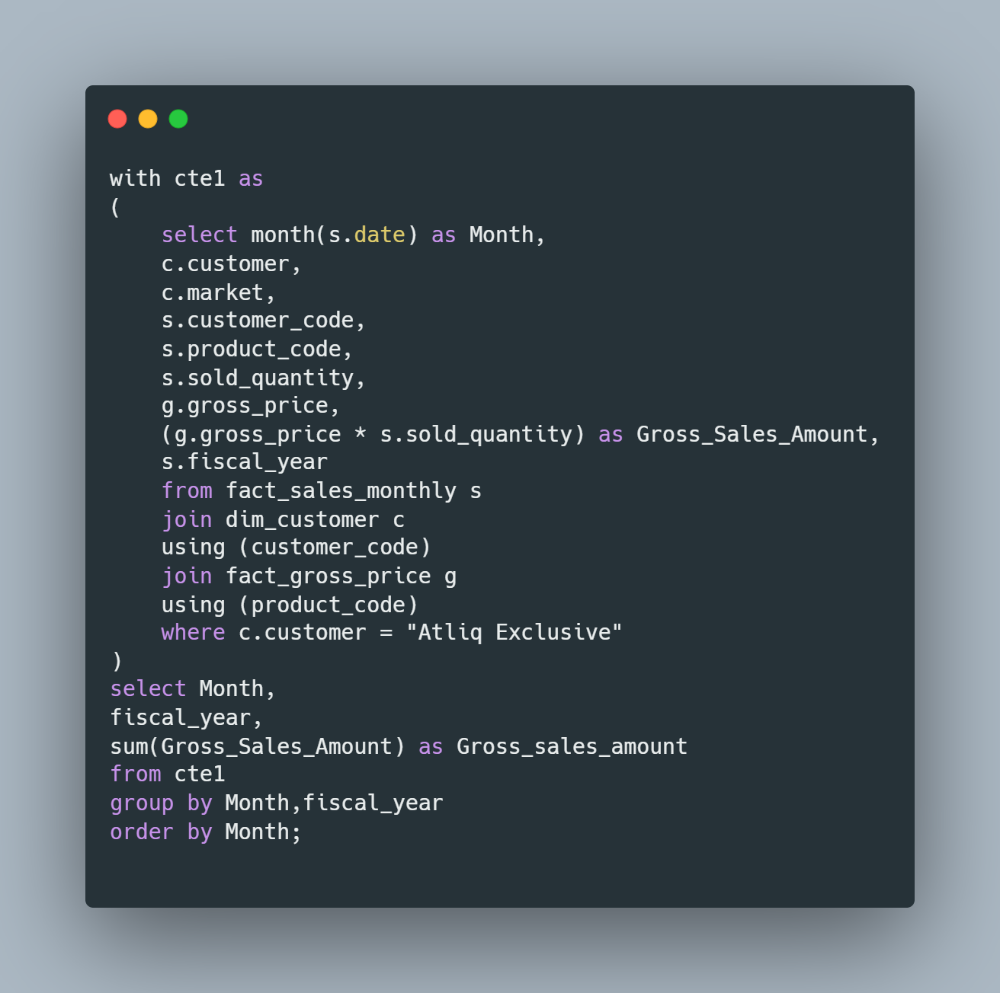 with cte1 as
(
    select month(s.date) as Month,
    c.customer,
    c.market,
    s.customer_code,
    s.product_code,
    s.sold_quantity,
    g.gross_price,
    (g.gross_price * s.sold_quantity) as Gross_Sales_Amount,
    s.fiscal_year
    from fact_sales_monthly s
    join dim_customer c
    using (customer_code)
    join fact_gross_price g
    using (product_code)
    where c.customer = "Atliq Exclusive"
)
select Month,
fiscal_year,
sum(Gross_Sales_Amount) as Gross_sales_amount
from cte1
group by Month,fiscal_year
order by Month;